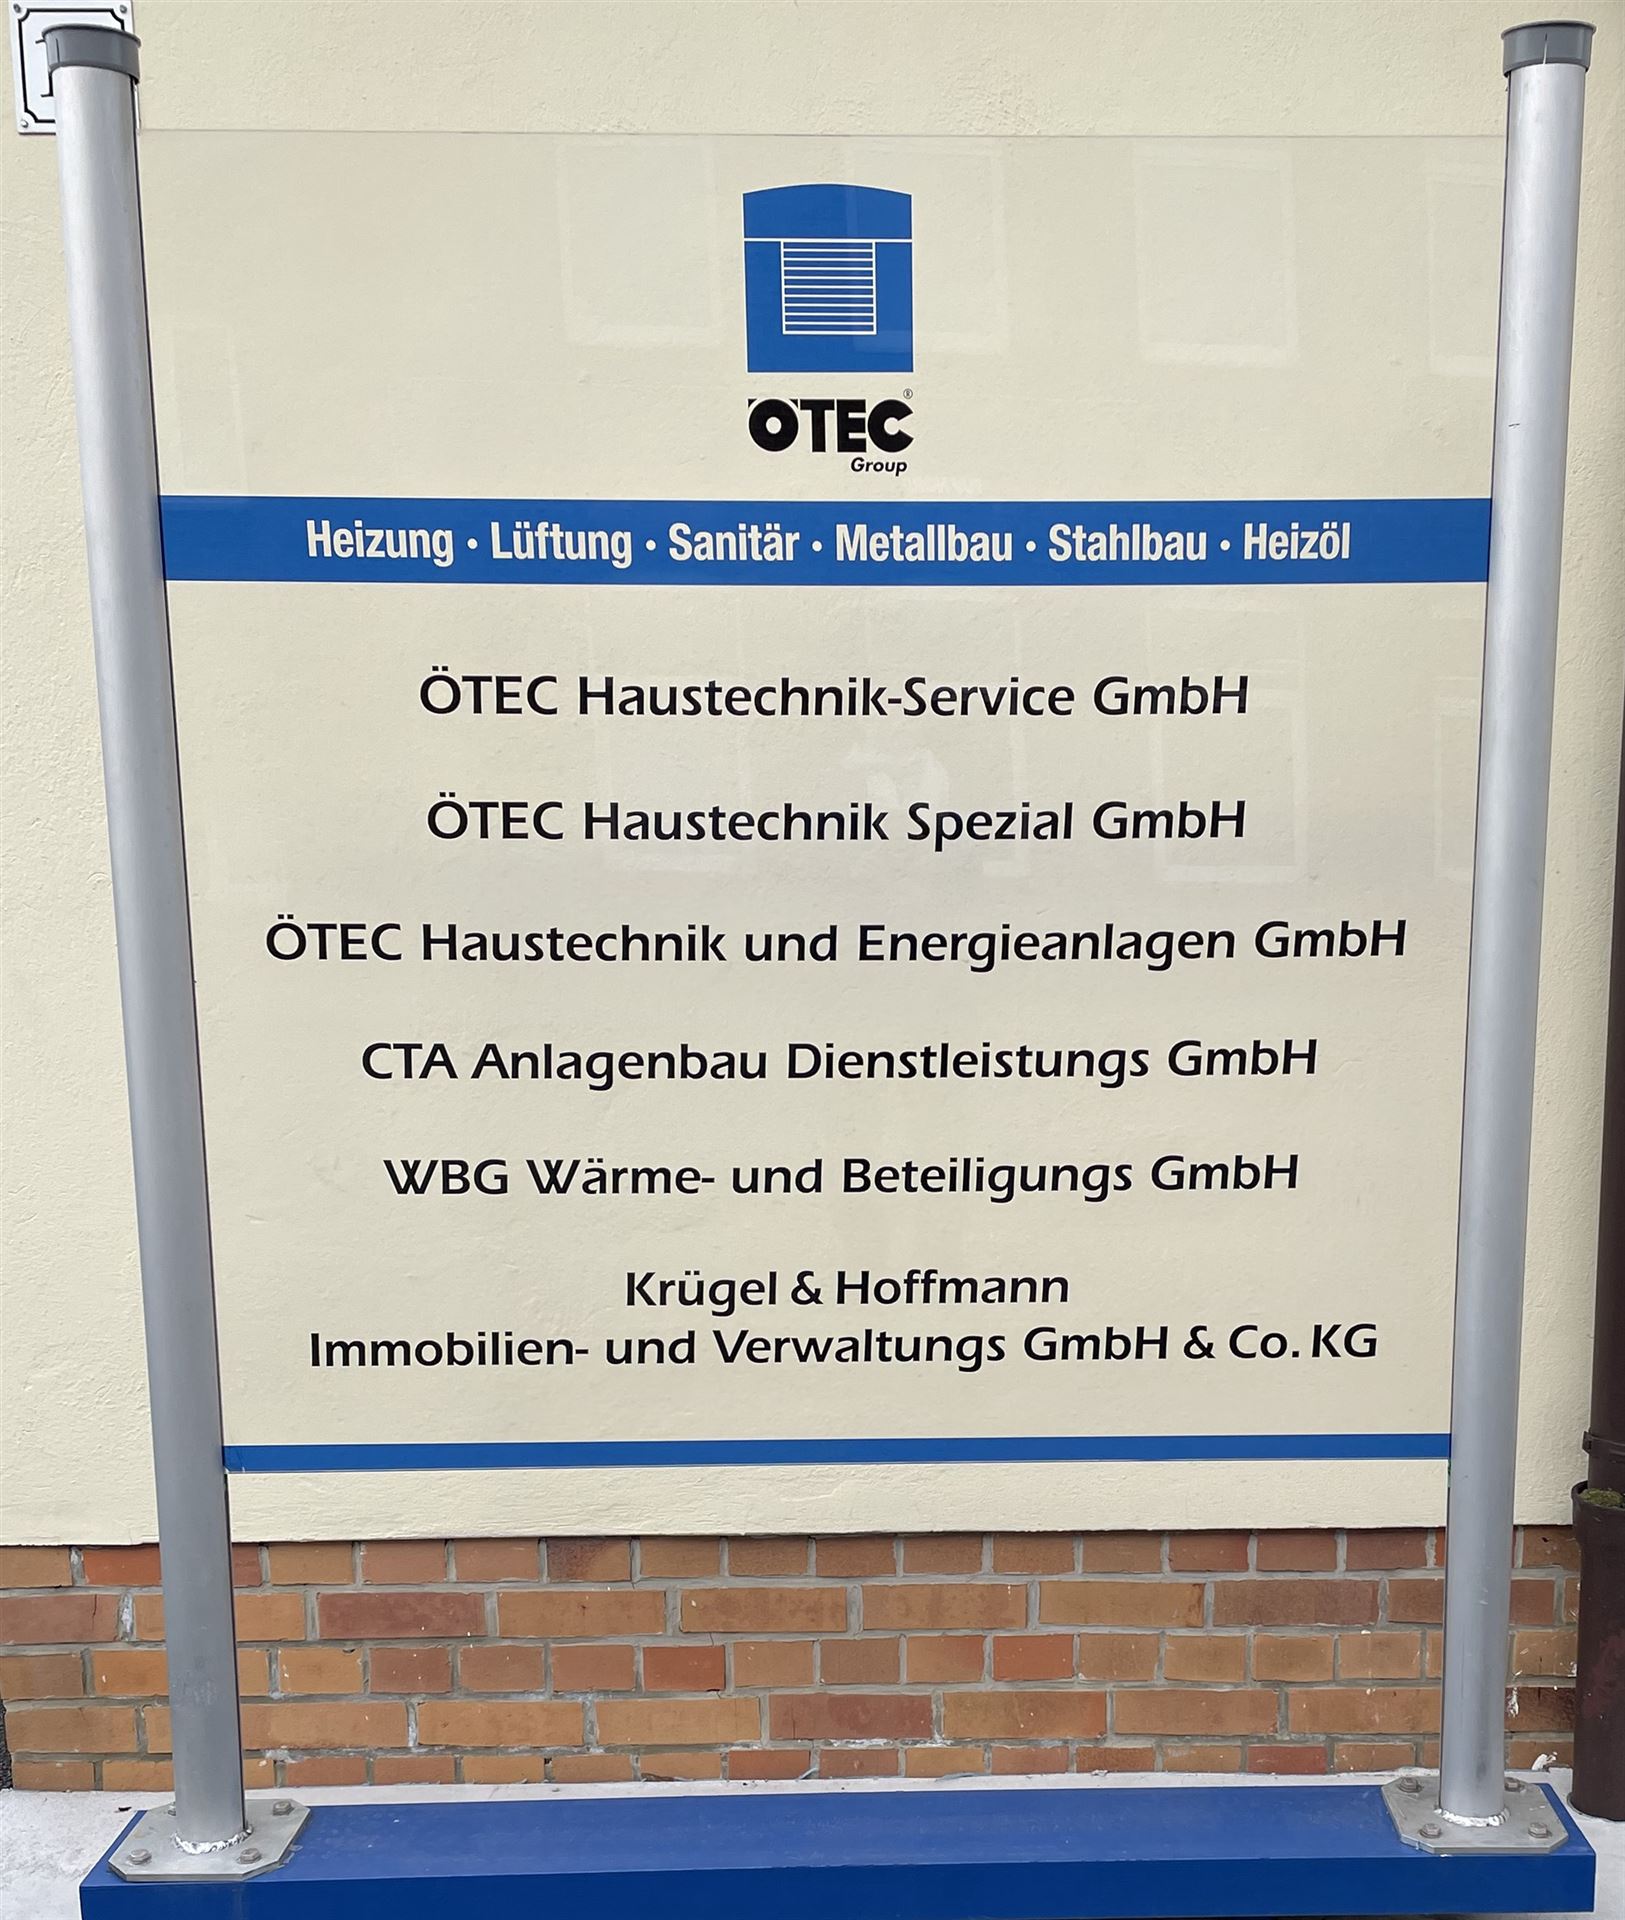 ÖTEC®
Group
Heizung • Lüftung • Sanitär • Metallbau • Stahlbau • Heizöl
ÖTEC Haustechnik-Service GmbH
ÖTEC Haustechnik Spezial GmbH
ÖTEC Haustechnik und Energieanlagen GmbH
CTA Anlagenbau Dienstleistungs GmbH
WBG Wärme- und Beteiligungs GmbH
Krügel & Hoffmann
Immobilien- und Verwaltungs GmbH & Co. KG